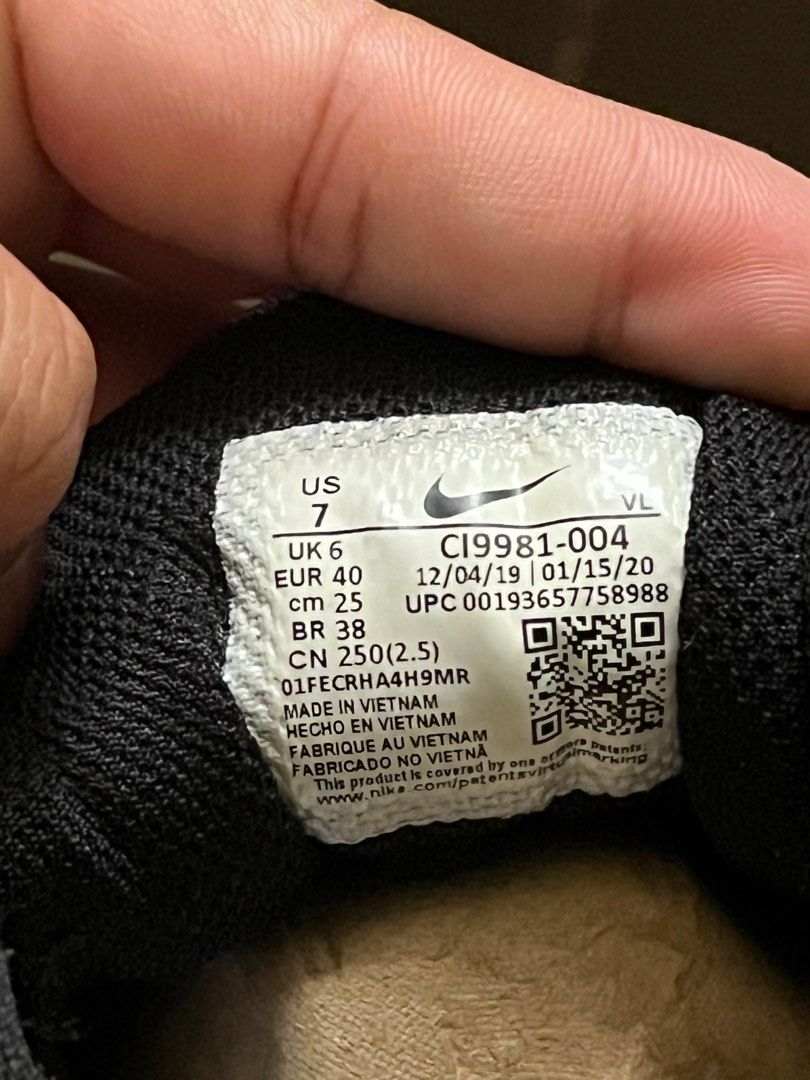 US
7
VL
UK 6
CI9981-004
EUR 40
12/04/19 | 01/15/20
cm 25
UPC 00193657758988
BR 38
CN 250(2.5)
01FECRHA4H9MR
MADE IN VIETNAM
HECHO EN VIETNAM
FABRIQUE AU VIETNAM
FABRICADO NO VIETNÃ
This product is covered by one or more patents:
www.nike.com/patentsvirtualmarking